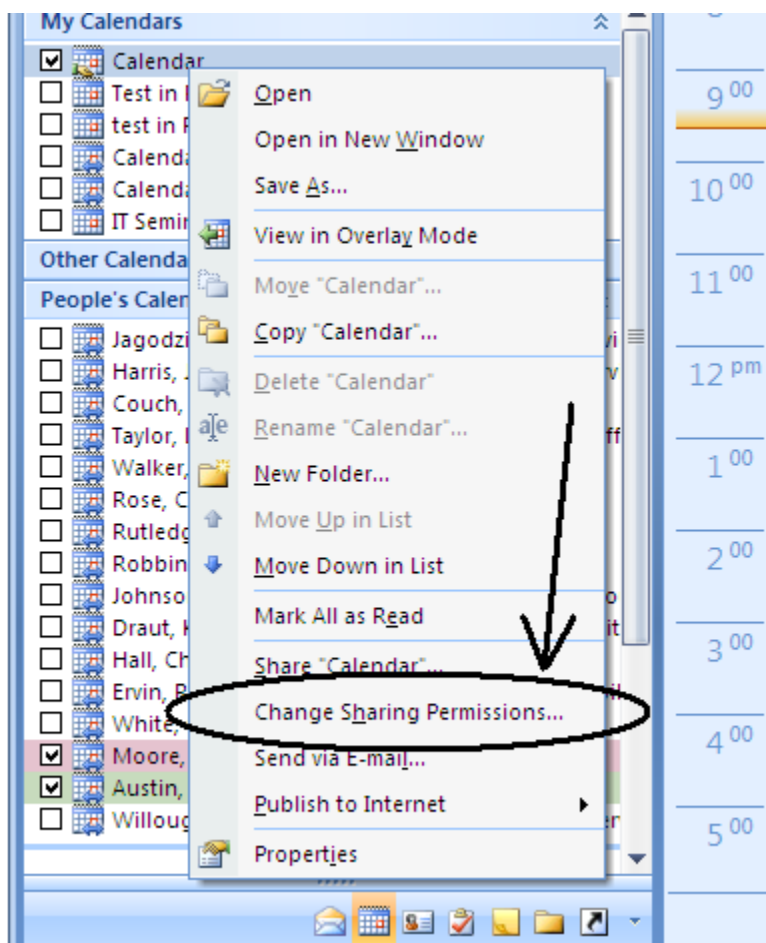 My Calendars
Calendar
Test in
test in
Calend
Calend
IT Semin
Other Calenda
People's Calen
Jagodzi
Harris,
Couch,
Taylor,
Walker,
Rose, C
Rutledg
Robbin
Johnso
Draut,
Hall, Ch
Ervin,
White,
Moore,
Austin,
Willoug
Open
Open in New Window
Save As...
View in Overlay Mode
Move "Calendar"...
Copy "Calendar"...
Delete "Calendar"
Rename "Calendar"...
New Folder...
Move Up in List
Move Down in List
Mark All as Read
Share "Calendar"...
Change Sharing Permissions...
Send via E-mail...
Publish to Internet
Properties
9 00
10 00
11 00
12 pm
1 00
2 00
3 00
4 00
5 00